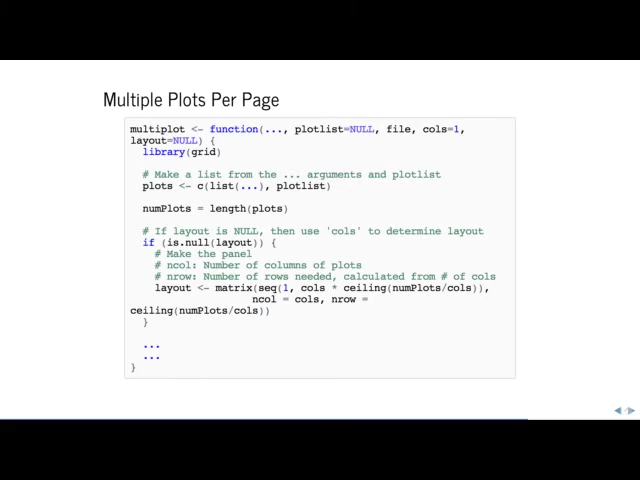 Multiple Plots Per Page
multiplot <- function(..., plotlist=NULL, file, cols=1,
layout=NULL) {
  library(grid)
  # Make a list from the ... arguments and plotlist
  plots <- c(list(...), plotlist)
  numPlots = length(plots)
  # If layout is NULL, then use 'cols' to determine layout
  if (is.null(layout)) {
    # Make the panel
    # ncol: Number of columns of plots
    # nrow: Number of rows needed, calculated from # of cols
    layout <- matrix(seq(1, cols * ceiling(numPlots/cols)),
                    ncol = cols, nrow =
ceiling(numPlots/cols))
  }
  ...
  ...
}